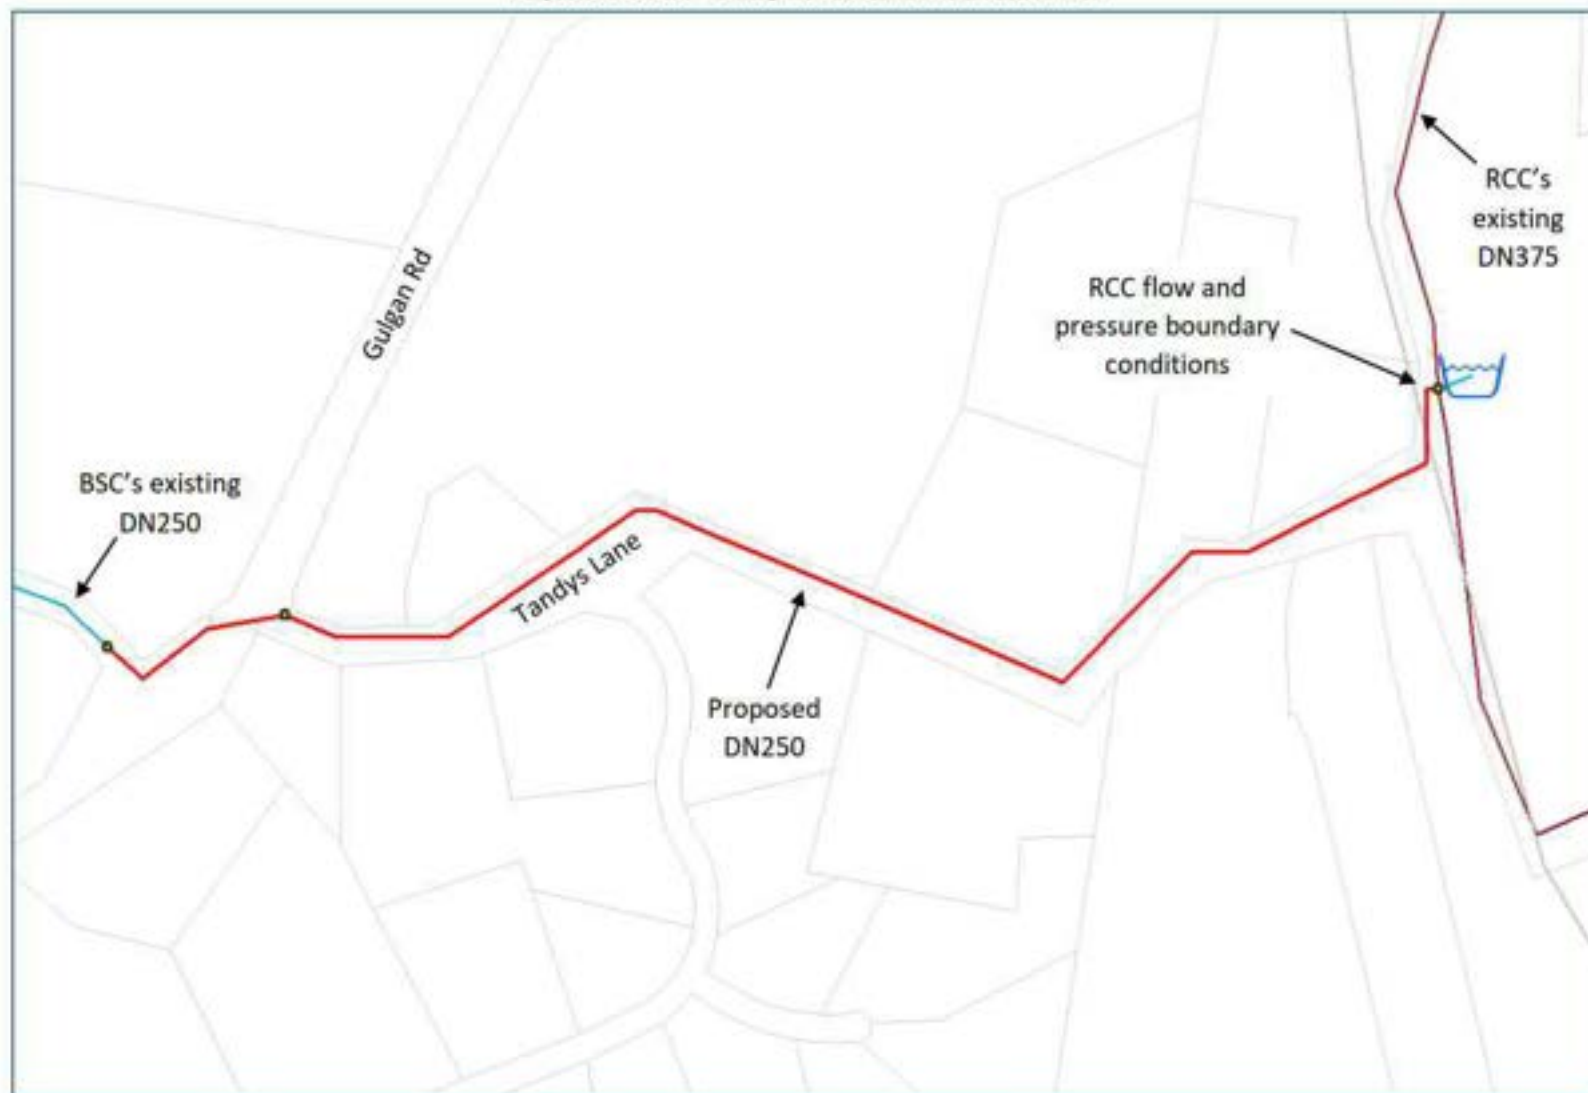 RCC's
existing
DN375
Gulgan Rd
RCC flow and
pressure boundary
conditions
BSC's existing
DN250
Tandys Lane
Proposed
DN250